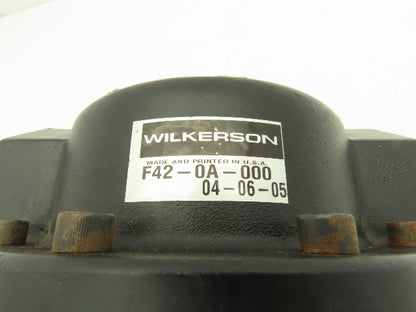 WILKERSON
MADE AND PRINTED IN U.S.A.
F42-0A-000
04-06-05